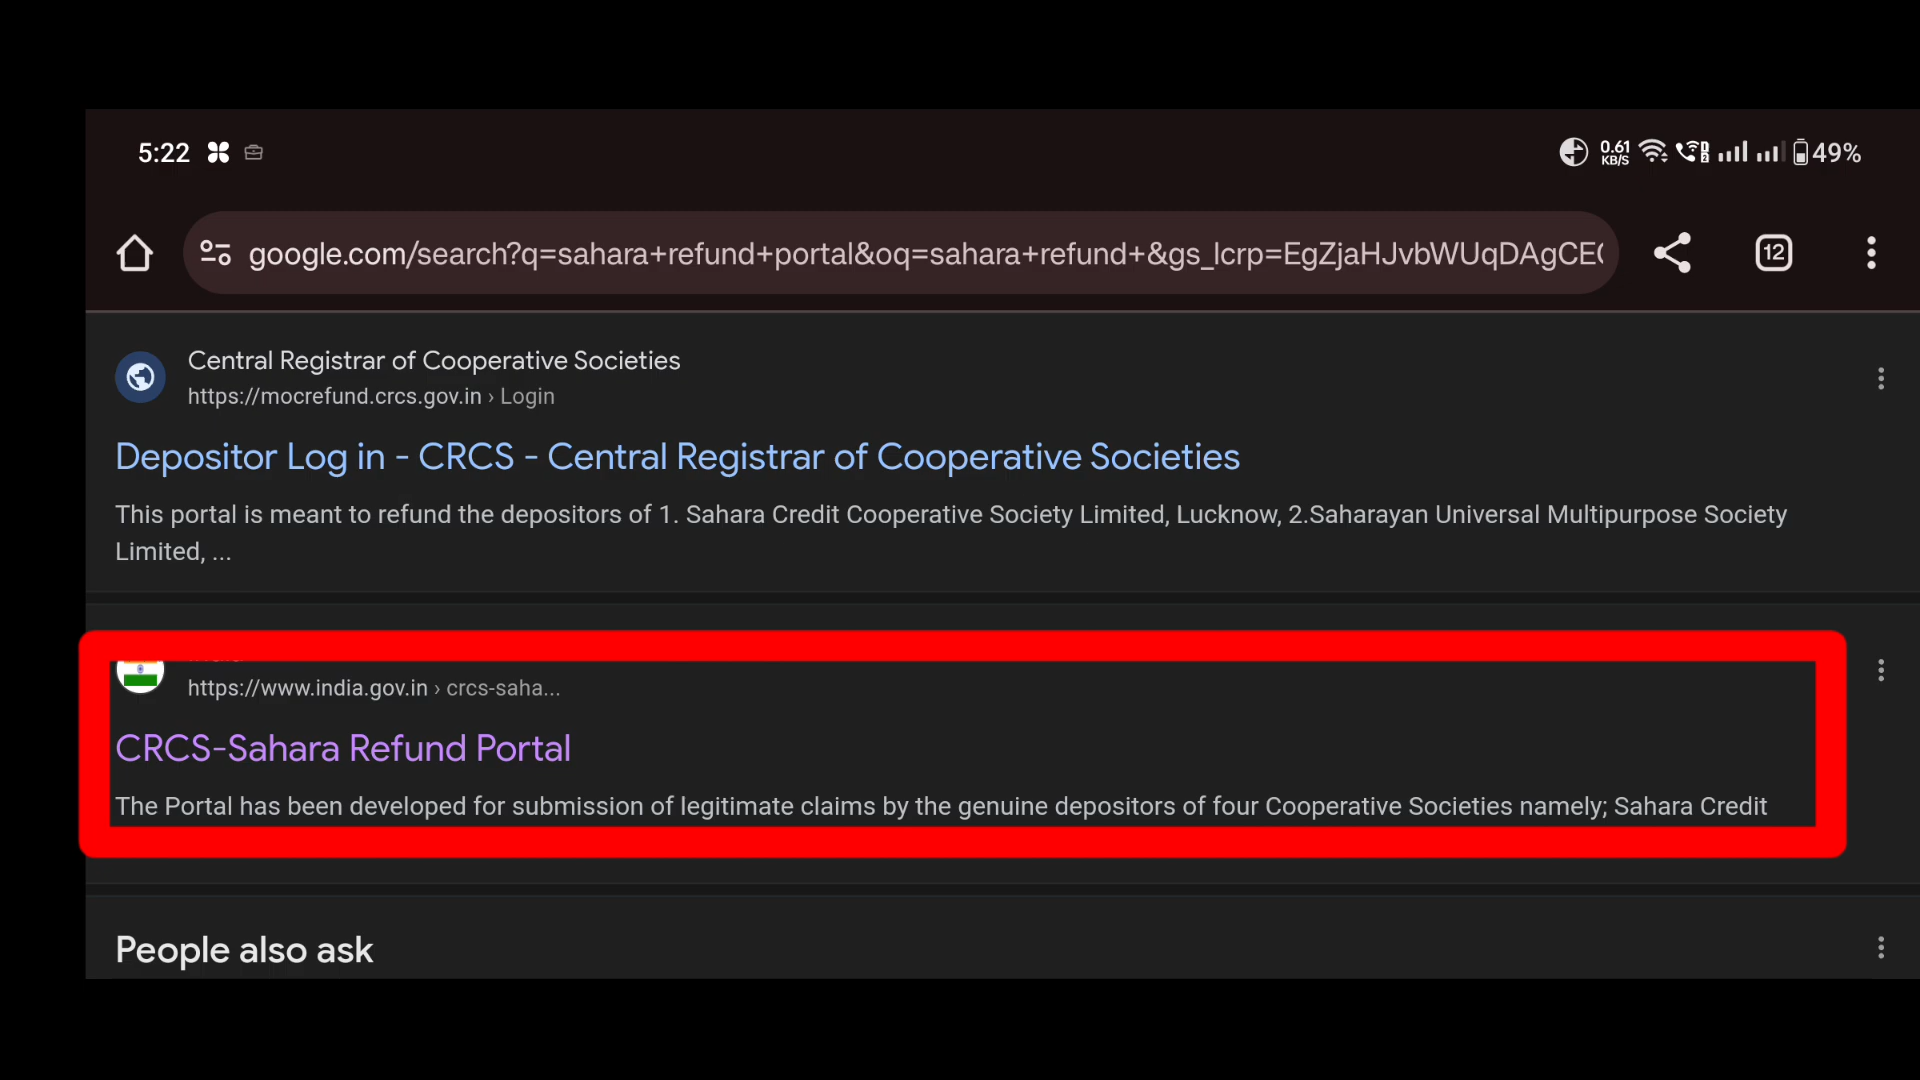 5:22
0.61
KB/S
49%
google.com/search?q=sahara+refund+portal&oq=sahara+refund+&gs_lcrp=EgZjaHJvbWUqDAgCE
12
Central Registrar of Cooperative Societies
https://mocrefund.crcs.gov.in › Login
Depositor Log in - CRCS - Central Registrar of Cooperative Societies
This portal is meant to refund the depositors of 1. Sahara Credit Cooperative Society Limited, Lucknow, 2.Saharayan Universal Multipurpose Society
Limited, ...
https://www.india.gov.in › crcs-saha...
CRCS-Sahara Refund Portal
The Portal has been developed for submission of legitimate claims by the genuine depositors of four Cooperative Societies namely; Sahara Credit
People also ask